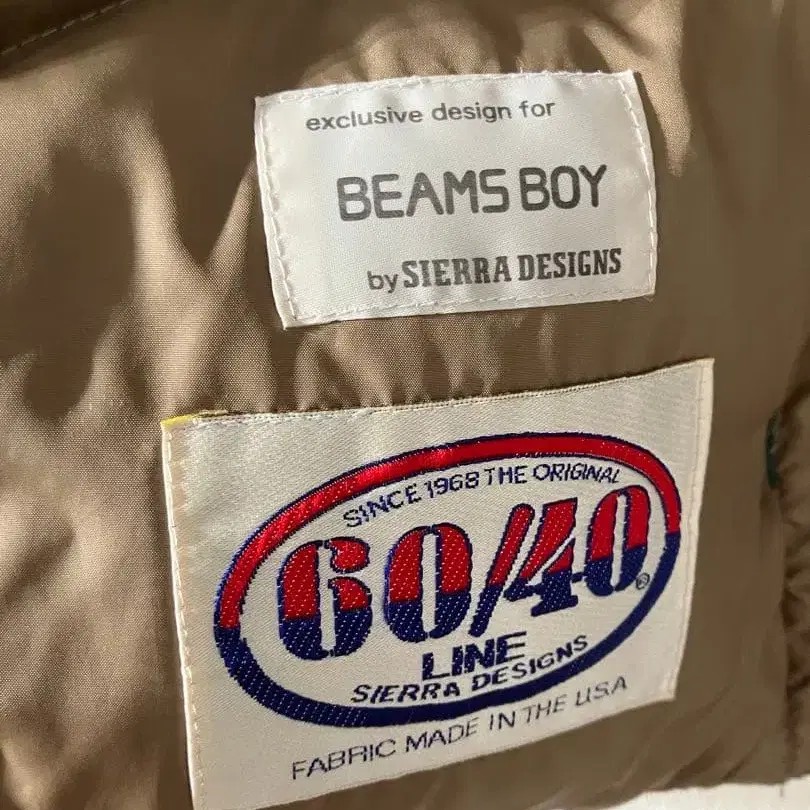 exclusive design for
BEAMS BOY
by SIERRA DESIGNS
SINCE 1968 THE ORIGINAL
60/40®
LINE
SIERRA DESIGNS
FABRIC MADE IN THE USA